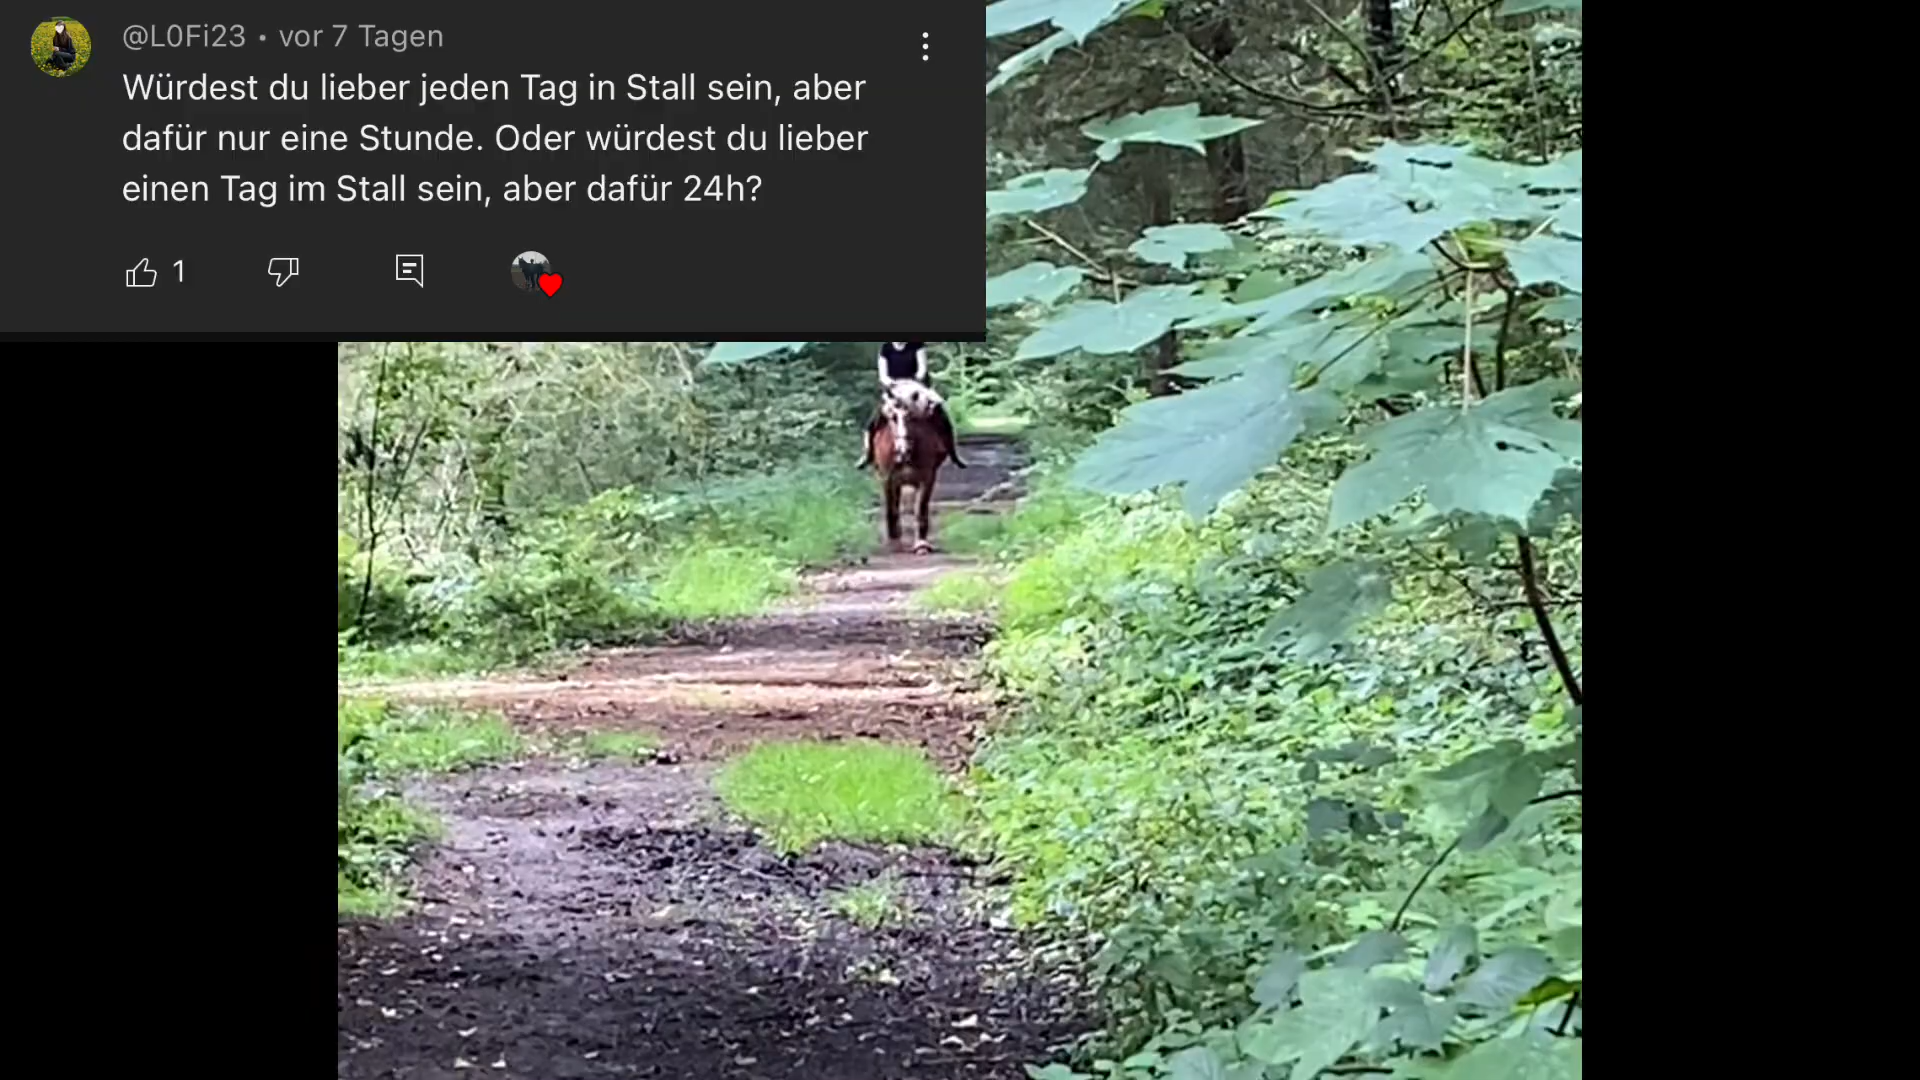 @L0Fi23 • vor 7 Tagen
Würdest du lieber jeden Tag in Stall sein, aber
dafür nur eine Stunde. Oder würdest du lieber
einen Tag im Stall sein, aber dafür 24h?
1